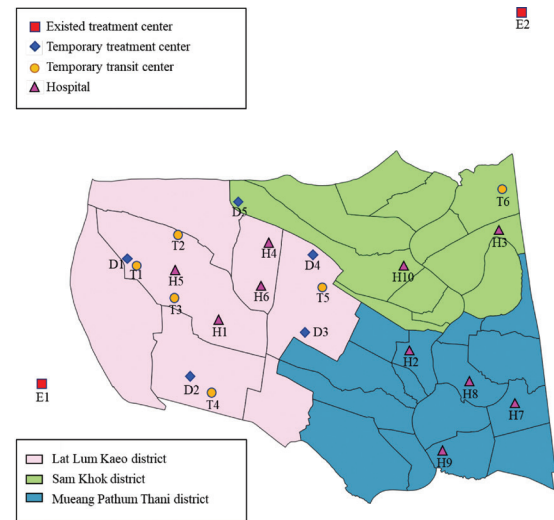 Existed treatment center
Temporary treatment center
Temporary transit center
Hospital
E2
T6
D5
H3
T2
H4
D4
D1
T1
H5
H10
H6
T5
T3
H1
D3
H2
D2
E1
T4
H8
H7
H9
Lat Lum Kaeo district
Sam Khok district
Mueang Pathum Thani district